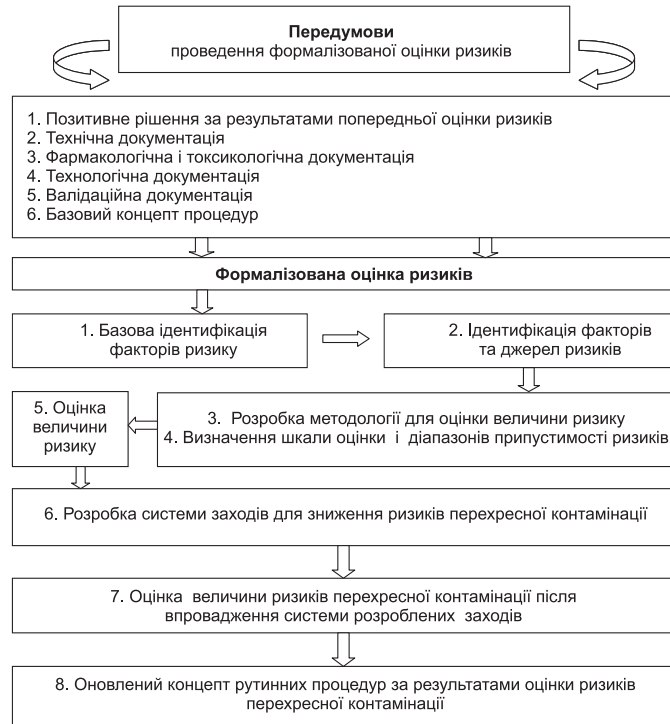 Передумови
проведення формалізованої оцінки ризиків
1. Позитивне рішення за результатами попередньої оцінки ризиків
2. Технічна документація
3. Фармакологічна і токсикологічна документація
4. Технологічна документація
5. Валідаційна документація
6. Базовий концепт процедур
Формалізована оцінка ризиків
1. Базова ідентифікація
факторів ризику
2. Ідентифікація факторів
та джерел ризиків
3. Розробка методології для оцінки величини ризику
4. Визначення шкали оцінки і діапазонів припустимості ризиків
5. Оцінка
величини
ризику
6. Розробка системи заходів для зниження ризиків перехресної контамінації
7. Оцінка величини ризиків перехресної контамінації після
впровадження системи розроблених заходів
8. Оновлений концепт рутинних процедур за результатами оцінки ризиків
перехресної контамінації